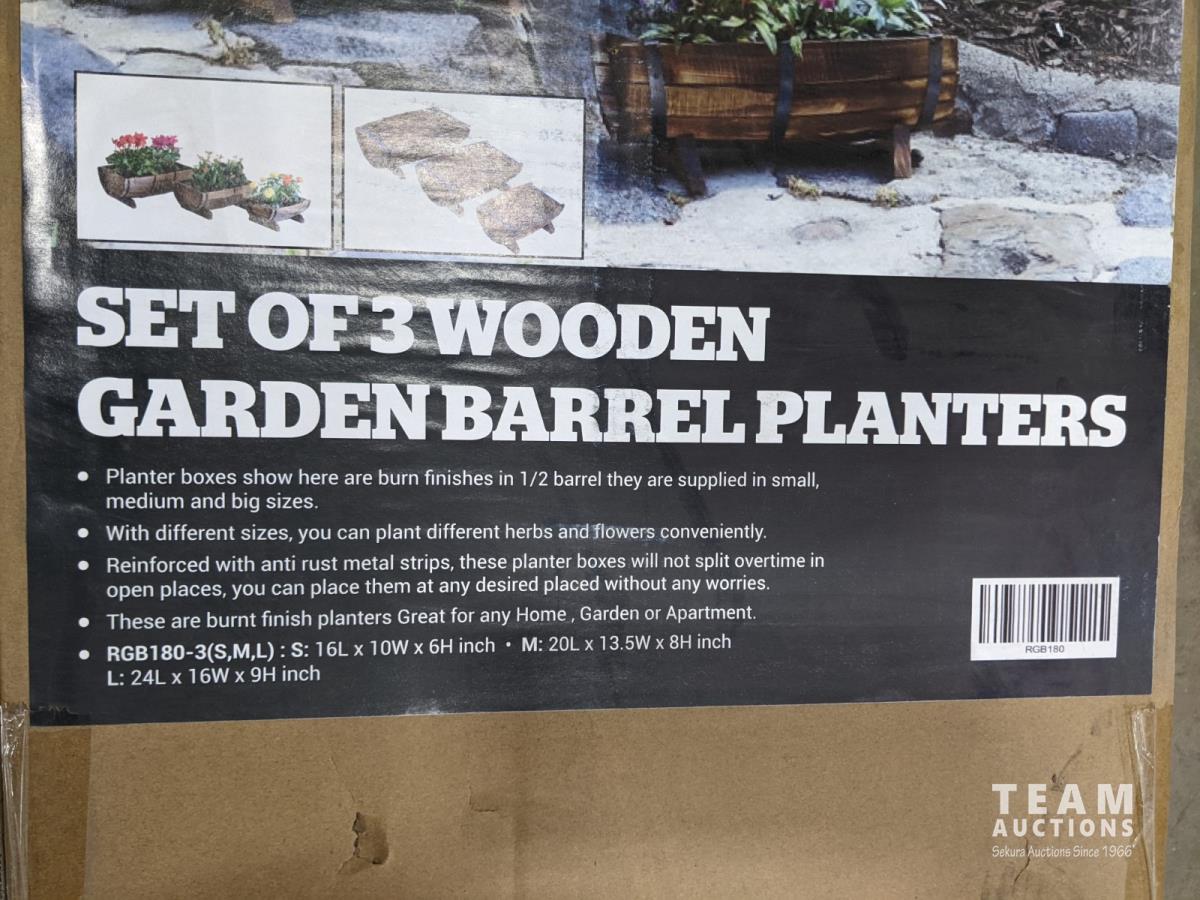 SET OF 3 WOODEN
GARDEN BARREL PLANTERS
• Planter boxes show here are burn finishes in 1/2 barrel they are supplied in small,
medium and big sizes.
• With different sizes, you can plant different herbs and flowers conveniently.
• Reinforced with anti rust metal strips, these planter boxes will not split overtime in
open places, you can place them at any desired placed without any worries.
• These are burnt finish planters Great for any Home , Garden or Apartment.
• RGB180-3(S,M,L) : S: 16L x 10W x 6H inch • M: 20L x 13.5W x 8H inch
L: 24L x 16W x 9H inch
RGB180
TEAM
AUCTIONS
Sekura Auctions Since 1966